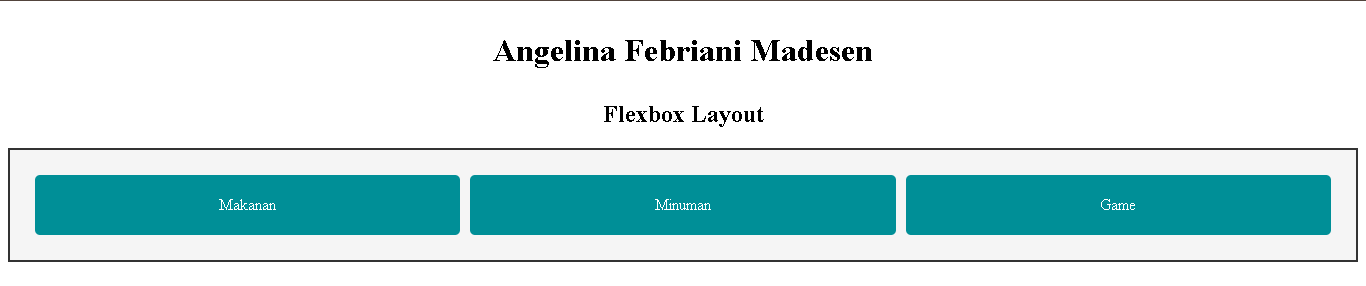 Angelina Febriani Madesen
Flexbox Layout
Makanan
Minuman
Game